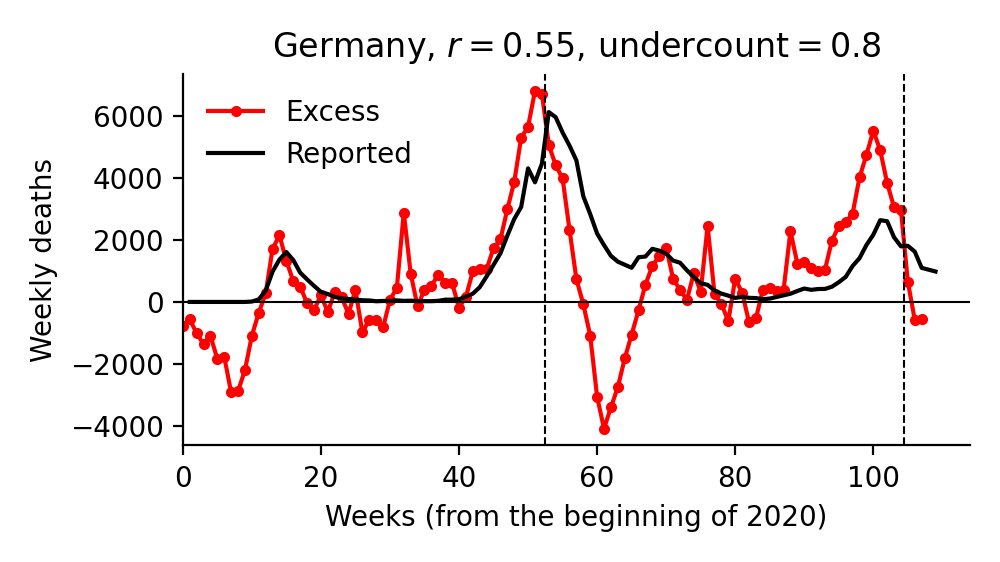 Germany, r = 0.55, undercount = 0.8
Excess
Reported
Weekly deaths
6000
4000
2000
0
−2000
−4000
0 20 40 60 80 100
Weeks (from the beginning of 2020)